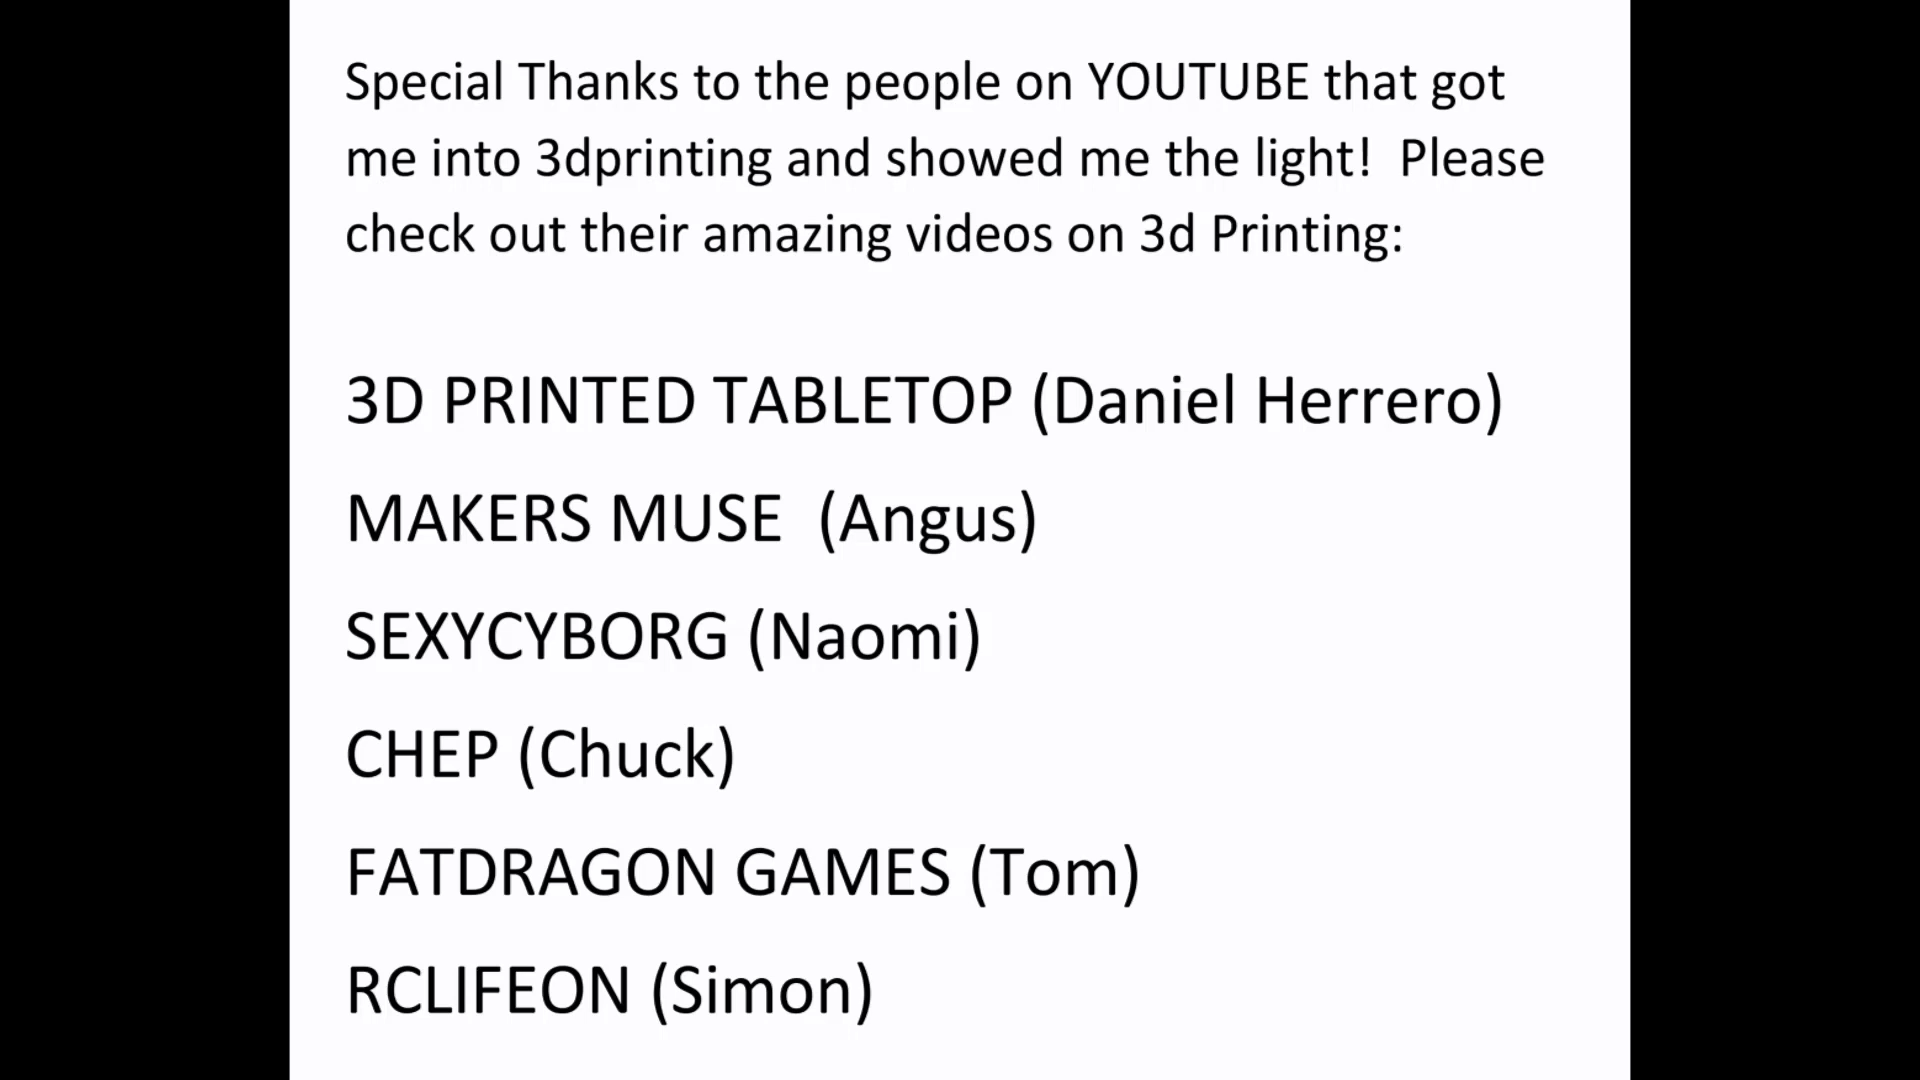 Special Thanks to the people on YOUTUBE that got
me into 3dprinting and showed me the light!  Please
check out their amazing videos on 3d Printing:
3D PRINTED TABLETOP (Daniel Herrero)
MAKERS MUSE  (Angus)
SEXYCYBORG (Naomi)
CHEP (Chuck)
FATDRAGON GAMES (Tom)
RCLIFEON (Simon)